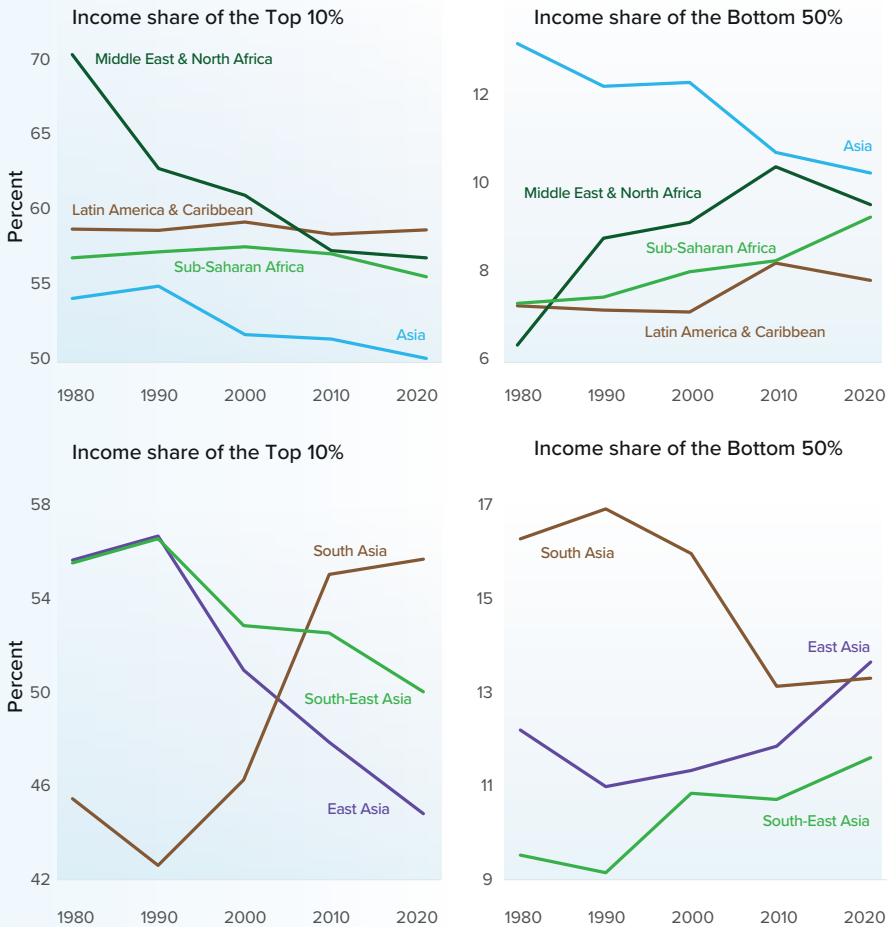 Income share of the Top 10%
Percent
70
65
60
55
50
Middle East & North Africa
Latin America & Caribbean
Sub-Saharan Africa
Asia
1980 1990 2000 2010 2020
Income share of the Bottom 50%
12
10
8
6
Asia
Middle East & North Africa
Sub-Saharan Africa
Latin America & Caribbean
1980 1990 2000 2010 2020
Income share of the Top 10%
Percent
58
54
50
46
42
South Asia
South-East Asia
East Asia
1980 1990 2000 2010 2020
Income share of the Bottom 50%
17
15
13
11
9
South Asia
East Asia
South-East Asia
1980 1990 2000 2010 2020